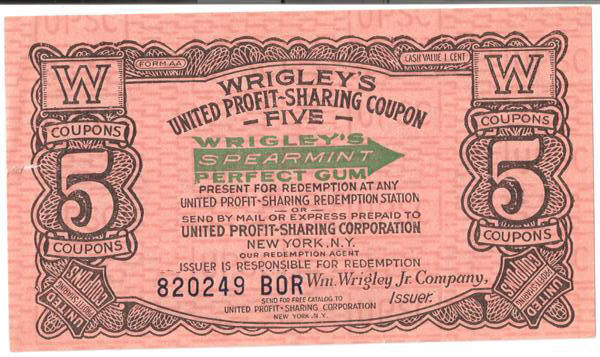 UPSC
W
FORM AA
CASH VALUE 1 CENT
W
WRIGLEY'S
UNITED PROFIT-SHARING COUPON
- FIVE -
COUPONS
5
COUPONS
COUPONS
5
COUPONS
WRIGLEY'S
SPEARMINT
PERFECT GUM
PRESENT FOR REDEMPTION AT ANY
UNITED PROFIT-SHARING REDEMPTION STATION
- OR -
SEND BY MAIL OR EXPRESS PREPAID TO
UNITED PROFIT-SHARING CORPORATION
NEW YORK, N.Y.
OUR REDEMPTION AGENT
ISSUER IS RESPONSIBLE FOR REDEMPTION
820249 BOR
Wm. Wrigley Jr. Company,
Issuer.
SEND FOR FREE CATALOG TO
UNITED PROFIT-SHARING CORPORATION
NEW YORK, N.Y.
UNITED
UNITED